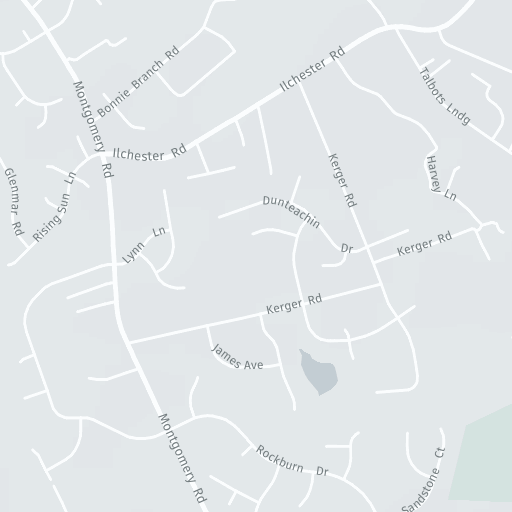 Ilchester Rd
Bonnie Branch Rd
Talbots Lndg
Montgomery Rd
Ilchester Rd
Kerger Rd
Harvey Ln
Glenmar Rd
Rising Sun Ln
Dunteachin Dr
Lynn Ln
Kerger Rd
Kerger Rd
James Ave
Montgomery Rd
Rockburn Dr
Sandstone Ct